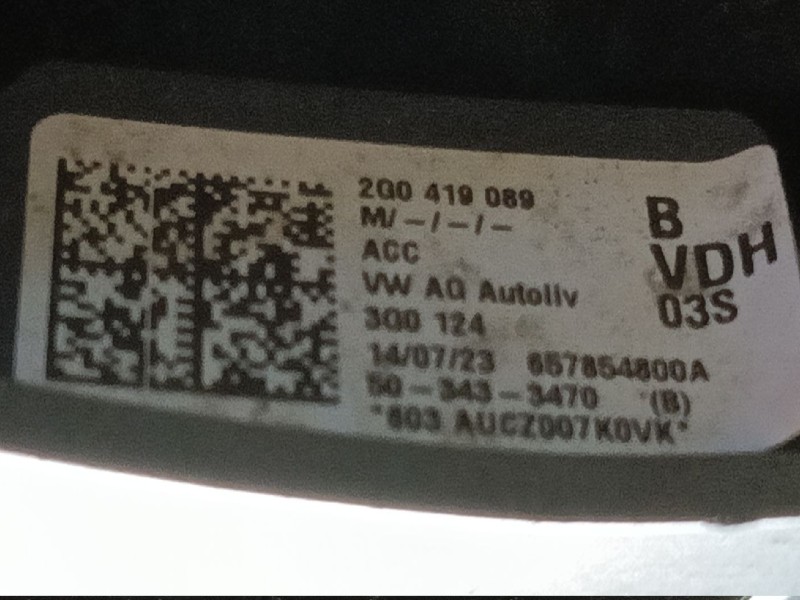 2G0 419 089
B
M/-/-/-
VDH
ACC
03S
VW AG Autoliv
3G0 124
14/07/23 657854800A
50-343-3470 (B)
*603 AUCZ007K0VK*